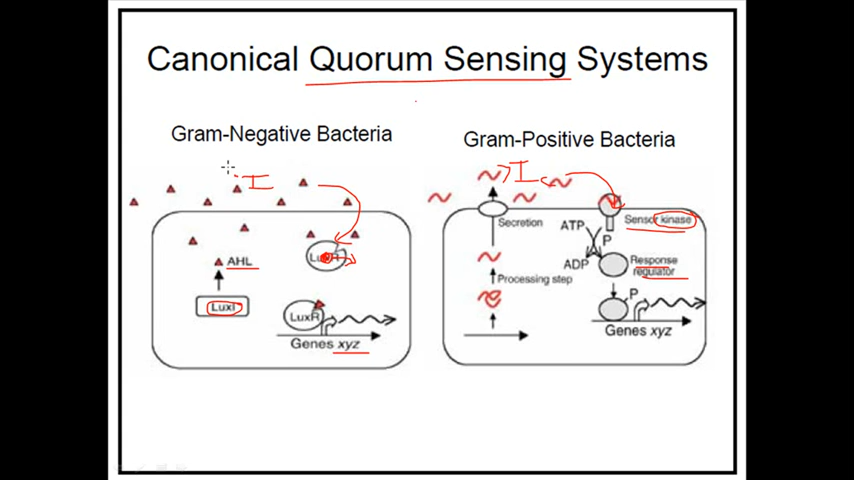 Canonical Quorum Sensing Systems
Gram-Negative Bacteria
I
AHL
LuxR
LuxI
LuxR
Genes xyz
Gram-Positive Bacteria
I
Secretion
Sensor kinase
ATP
P
ADP
Response
regulator
Processing step
P
Genes xyz